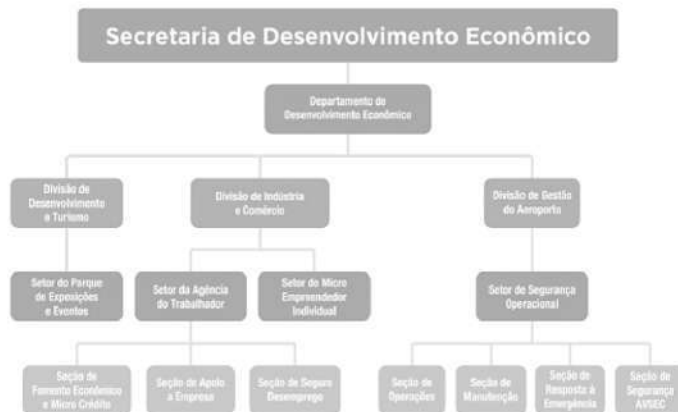 Secretaria de Desenvolvimento Econômico
Departamento de
Desenvolvimento Econômico
Divisão de
Desenvolvimento
e Turismo
Divisão de Indústria
e Comércio
Divisão de Gestão
do Aeroporto
Setor do Parque
de Exposições
e Eventos
Setor da Agência
do Trabalhador
Setor do Micro
Empreendedor
Individual
Setor de Segurança
Operacional
Seção de
Fomento Econômico
e Micro Crédito
Seção de Apoio
a Empresa
Seção de Seguro
Desemprego
Seção de
Operações
Seção de
Manutenção
Seção de
Resposta à
Emergência
Seção de
Segurança
AVSEC